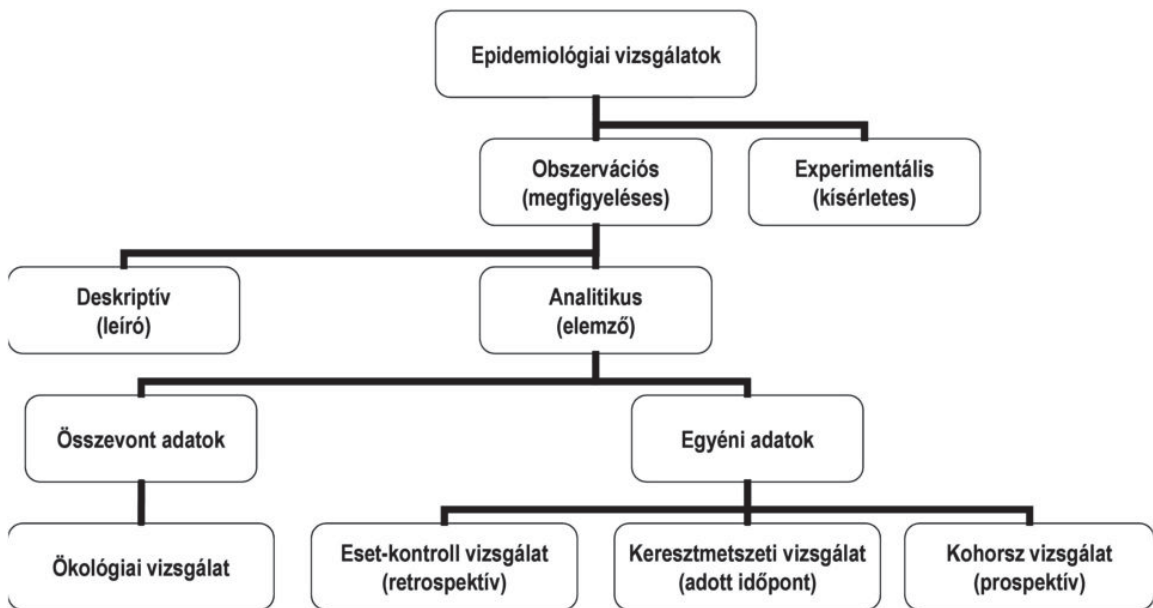 Epidemiológiai vizsgálatok
Obszervációs
(megfigyeléses)
Experimentális
(kísérletes)
Deskriptív
(leíró)
Analitikus
(elemző)
Összevont adatok
Egyéni adatok
Ökológiai vizsgálat
Eset-kontroll vizsgálat
(retrospektív)
Keresztmetszeti vizsgálat
(adott időpont)
Kohorsz vizsgálat
(prospektív)